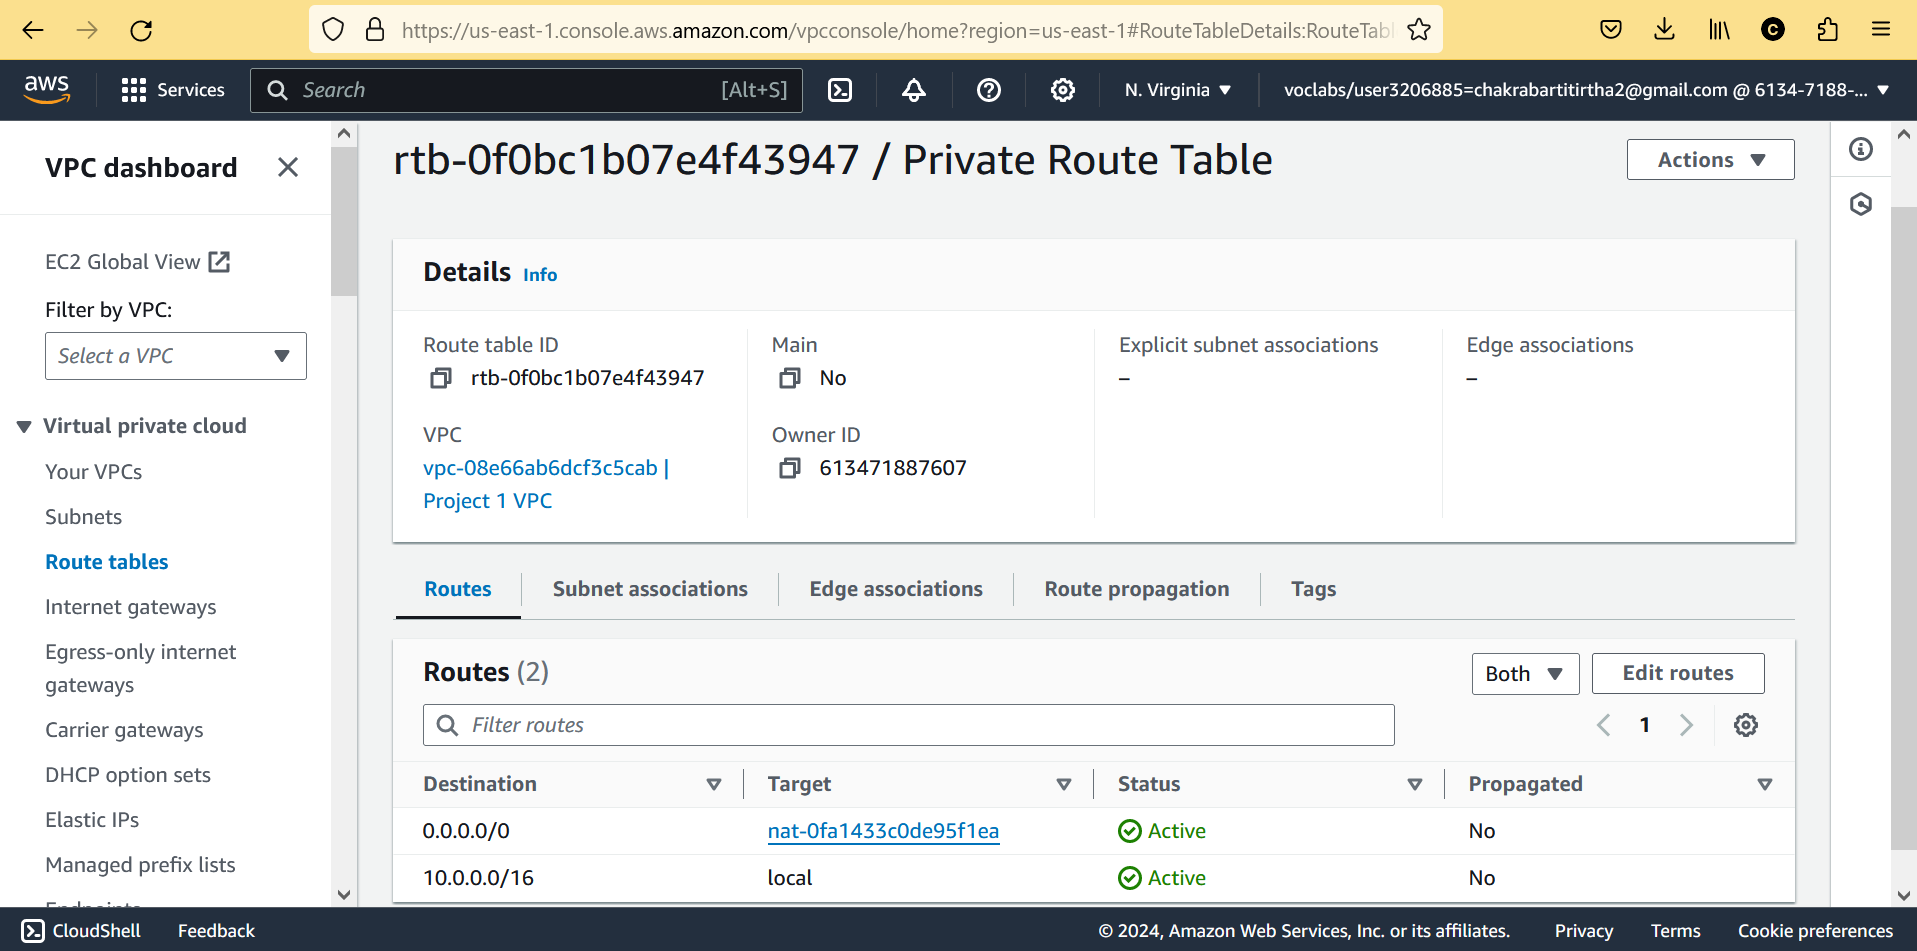 https://us-east-1.console.aws.amazon.com/vpcconsole/home?region=us-east-1#RouteTableDetails:RouteTabl
aws
Services
Search
[Alt+S]
N. Virginia
voclabs/user3206885=chakrabartitirtha2@gmail.com @ 6134-7188-...
VPC dashboard
EC2 Global View
Filter by VPC:
Select a VPC
Virtual private cloud
Your VPCs
Subnets
Route tables
Internet gateways
Egress-only internet
gateways
Carrier gateways
DHCP option sets
Elastic IPs
Managed prefix lists
Endpoints
rtb-0f0bc1b07e4f43947 / Private Route Table
Actions
Details Info
Route table ID
rtb-0f0bc1b07e4f43947
Main
No
Explicit subnet associations
–
Edge associations
–
VPC
vpc-08e66ab6dcf3c5cab |
Project 1 VPC
Owner ID
613471887607
Routes
Subnet associations
Edge associations
Route propagation
Tags
Routes (2)
Both
Edit routes
Filter routes
1
Destination Target Status Propagated
0.0.0.0/0 nat-0fa1433c0de95f1ea Active No
10.0.0.0/16 local Active No
CloudShell
Feedback
© 2024, Amazon Web Services, Inc. or its affiliates.
Privacy
Terms
Cookie preferences